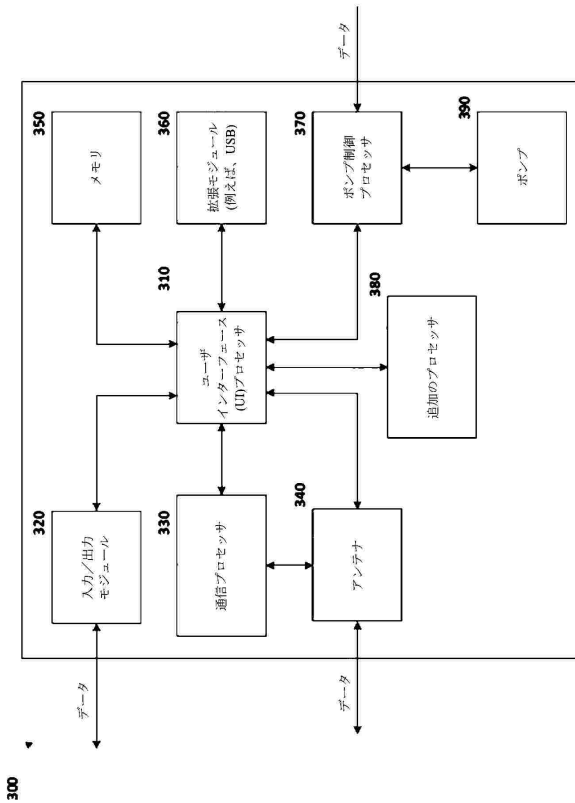 300
データ
データ
データ
320
入力／出力
モジュール
350
メモリ
330
通信プロセッサ
310
ユーザ
インターフェース
(UI)プロセッサ
360
拡張モジュール
(例えば、USB)
340
アンテナ
380
追加のプロセッサ
370
ポンプ制御
プロセッサ
390
ポンプ